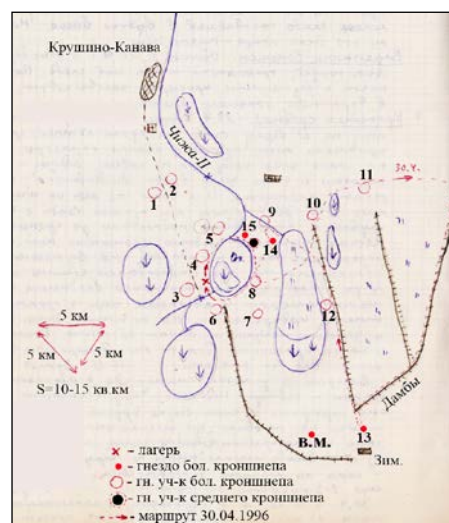 Крушино-Канава
Чижа-II
30.V.
11
10
9
2
1
15
14
5
4
3
8
6
7
12
5 км
5 км
5 км
S=10-15 кв.км
Дамбы
В.М.
13
Зим.
- лагерь
- гнездо бол. кроншнепа
- гн. уч-к бол. кроншнепа
- гн. уч-к среднего кроншнепа
- маршрут 30.04.1996